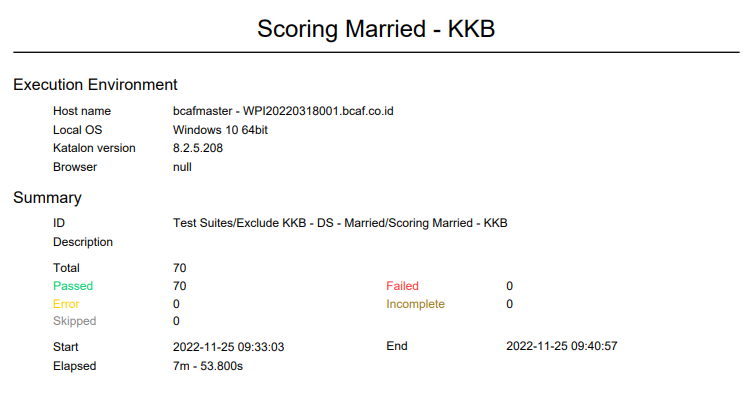 Scoring Married - KKB
Execution Environment
Host name bcafmaster - WPI20220318001.bcaf.co.id
Local OS Windows 10 64bit
Katalon version 8.2.5.208
Browser null
Summary
ID Test Suites/Exclude KKB - DS - Married/Scoring Married - KKB
Description
Total 70
Passed 70 Failed 0
Error 0 Incomplete 0
Skipped 0
Start 2022-11-25 09:33:03 End 2022-11-25 09:40:57
Elapsed 7m - 53.800s